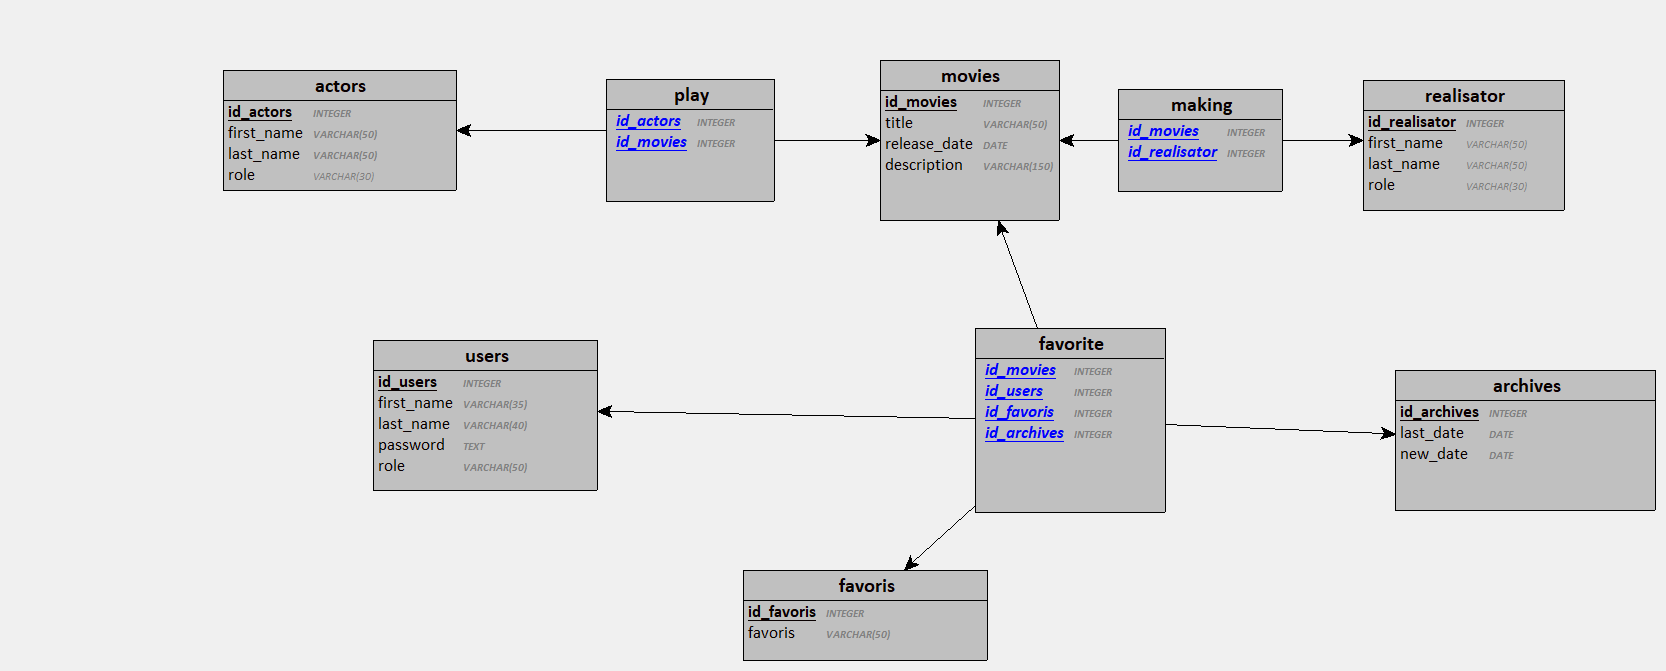 actors
id_actors INTEGER
first_name VARCHAR(50)
last_name VARCHAR(50)
role VARCHAR(30)
play
id_actors INTEGER
id_movies INTEGER
movies
id_movies INTEGER
title VARCHAR(50)
release_date DATE
description VARCHAR(150)
making
id_movies INTEGER
id_realisator INTEGER
realisator
id_realisator INTEGER
first_name VARCHAR(50)
last_name VARCHAR(50)
role VARCHAR(30)
users
id_users INTEGER
first_name VARCHAR(35)
last_name VARCHAR(40)
password TEXT
role VARCHAR(50)
favorite
id_movies INTEGER
id_users INTEGER
id_favoris INTEGER
id_archives INTEGER
archives
id_archives INTEGER
last_date DATE
new_date DATE
favoris
id_favoris INTEGER
favoris VARCHAR(50)